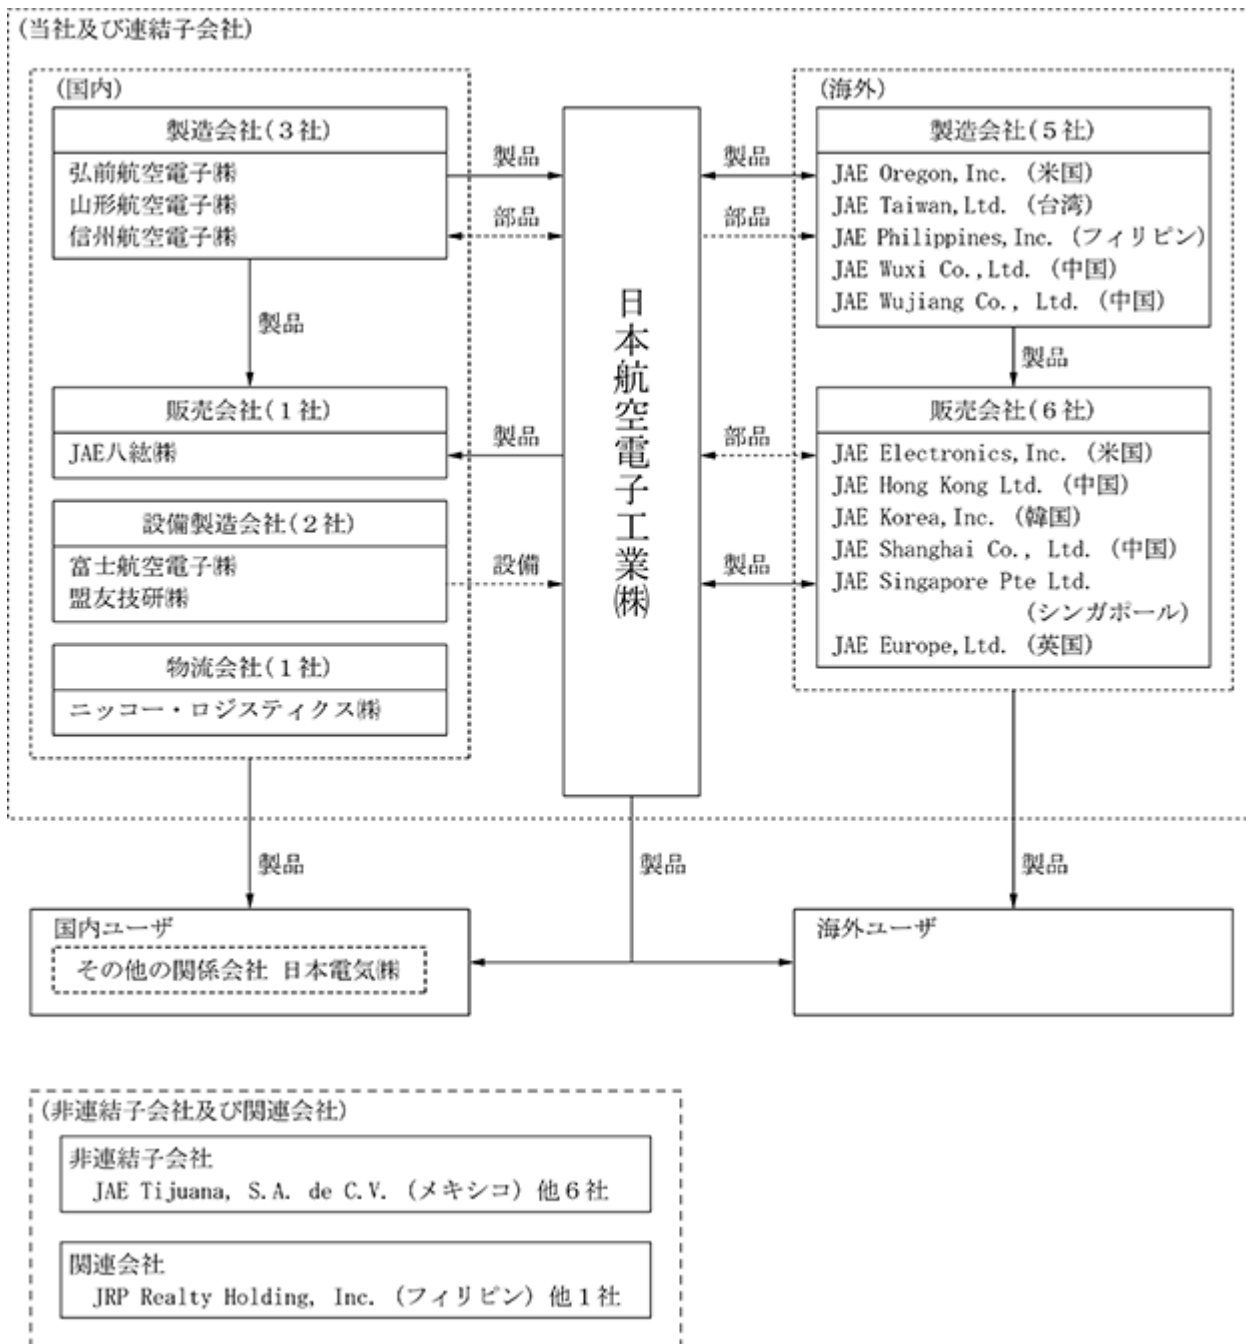 (当社及び連結子会社)
(国内)
製造会社(3社)
弘前航空電子㈱
山形航空電子㈱
信州航空電子㈱
製品
販売会社(1社)
JAE八紘㈱
設備製造会社(2社)
富士航空電子㈱
盟友技研㈱
物流会社(1社)
ニッコー・ロジスティクス㈱
製品
部品
製品
設備
日本航空電子工業㈱
製品
部品
部品
製品
(海外)
製造会社(5社)
JAE Oregon,Inc. (米国)
JAE Taiwan,Ltd. (台湾)
JAE Philippines,Inc. (フィリピン)
JAE Wuxi Co.,Ltd. (中国)
JAE Wujiang Co., Ltd. (中国)
製品
販売会社(6社)
JAE Electronics,Inc. (米国)
JAE Hong Kong Ltd. (中国)
JAE Korea,Inc. (韓国)
JAE Shanghai Co., Ltd. (中国)
JAE Singapore Pte Ltd.
(シンガポール)
JAE Europe,Ltd. (英国)
製品
製品
製品
国内ユーザ
その他の関係会社 日本電気㈱
海外ユーザ
(非連結子会社及び関連会社)
非連結子会社
JAE Tijuana, S.A. de C.V. (メキシコ) 他6社
関連会社
JRP Realty Holding, Inc. (フィリピン) 他1社